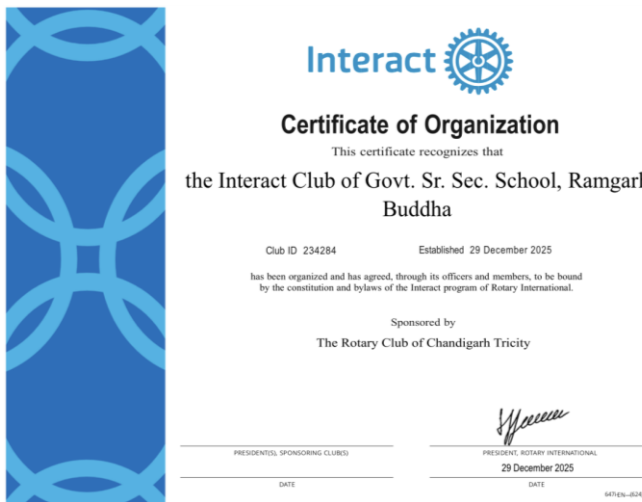 Interact
Certificate of Organization
This certificate recognizes that
the Interact Club of Govt. Sr. Sec. School,
Buddha
Club ID 234284 Established 29 December 2025
has been organized and has agreed, through its officers and members, to be bound
by the constitution and bylaws of the Interact program of Rotary International.
Sponsored by
The Rotary Club of Chandigarh Tricity
PRESIDENT(S), SPONSORING CLUB(S) PRESIDENT, ROTARY INTERNATIONAL
29 December 2025
DATE DATE